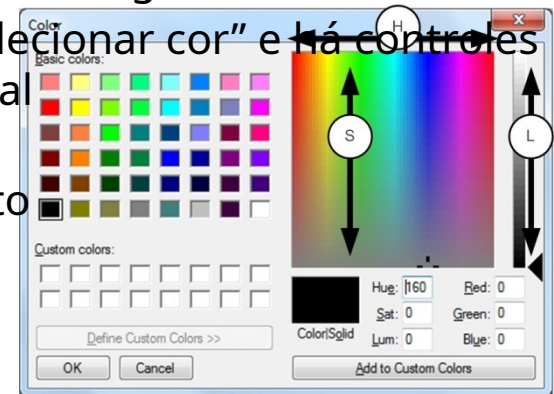 Color
lecionar cor” e há controles
al
to
Basic colors:
Custom colors:
Define Custom Colors >>
OK
Cancel
H
S
L
Color|Solid
Hue: 160
Sat: 0
Lum: 0
Red: 0
Green: 0
Blue: 0
Add to Custom Colors